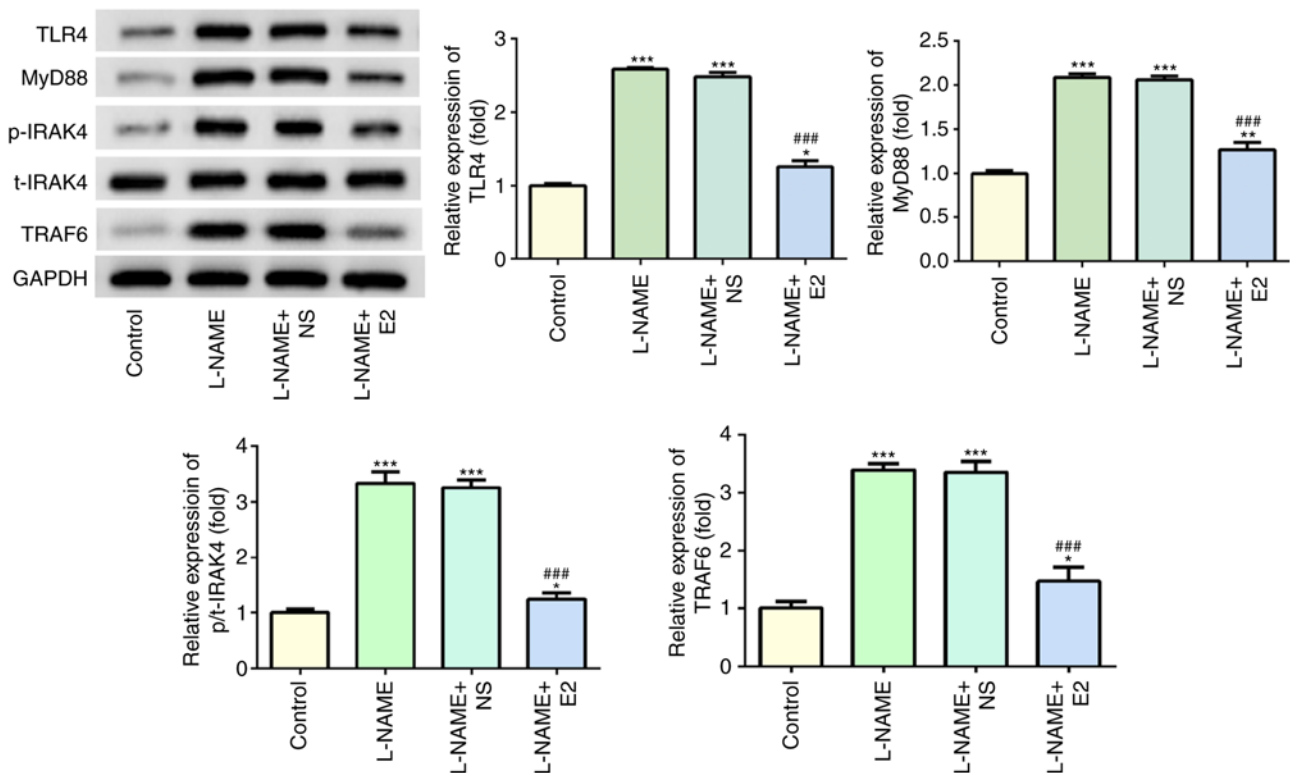 TLR4
MyD88
p-IRAK4
t-IRAK4
TRAF6
GAPDH
Control
L-NAME
L-NAME+
NS
L-NAME+
E2
Relative expressioin of
TLR4 (fold)
3
2
1
0
***
***
###
*
Control
L-NAME
L-NAME+
NS
L-NAME+
E2
Relative expression of
MyD88 (fold)
2.5
2.0
1.5
1.0
0.5
0.0
***
***
###
**
Control
L-NAME
L-NAME+
NS
L-NAME+
E2
Relative expressioin of
p/t-IRAK4 (fold)
4
3
2
1
0
***
***
###
*
Control
L-NAME
L-NAME+
NS
L-NAME+
E2
Relative expression of
TRAF6 (fold)
4
3
2
1
0
***
***
###
*
Control
L-NAME
L-NAME+
NS
L-NAME+
E2